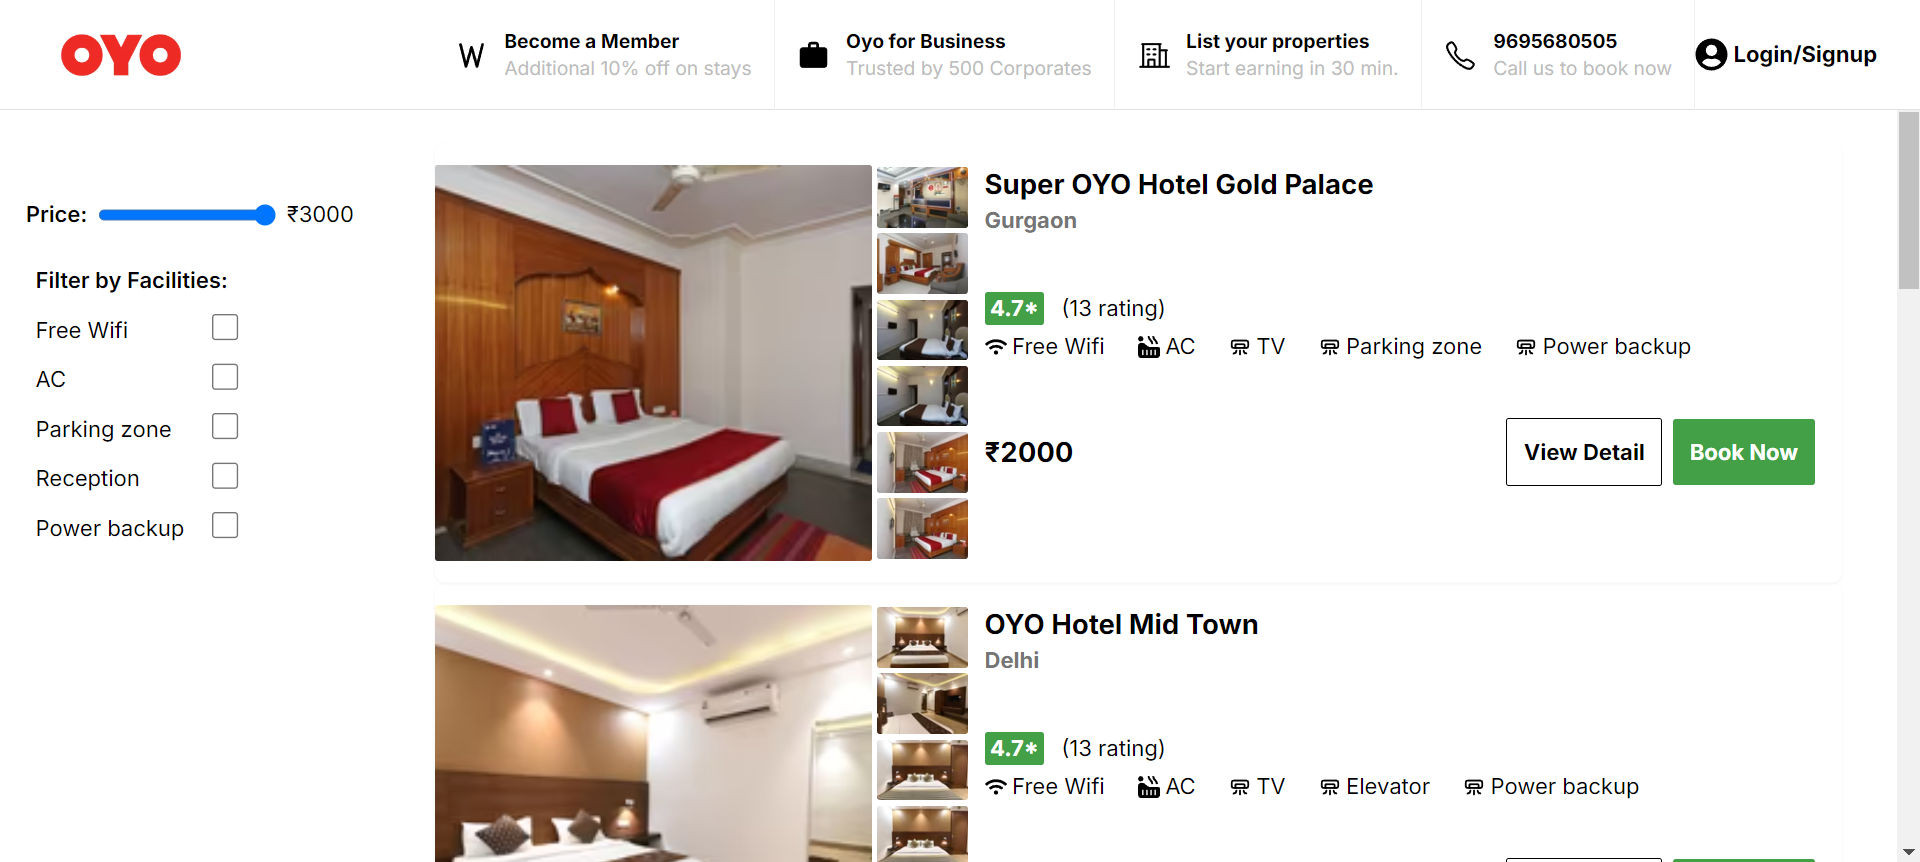 OYO
W
Become a Member
Additional 10% off on stays
Oyo for Business
Trusted by 500 Corporates
List your properties
Start earning in 30 min.
9695680505
Call us to book now
Login/Signup
Price: ₹3000
Filter by Facilities:
Free Wifi
AC
Parking zone
Reception
Power backup
Super OYO Hotel Gold Palace
Gurgaon
4.7* (13 rating)
Free Wifi AC TV Parking zone Power backup
₹2000 View Detail Book Now
OYO Hotel Mid Town
Delhi
4.7* (13 rating)
Free Wifi AC TV Elevator Power backup